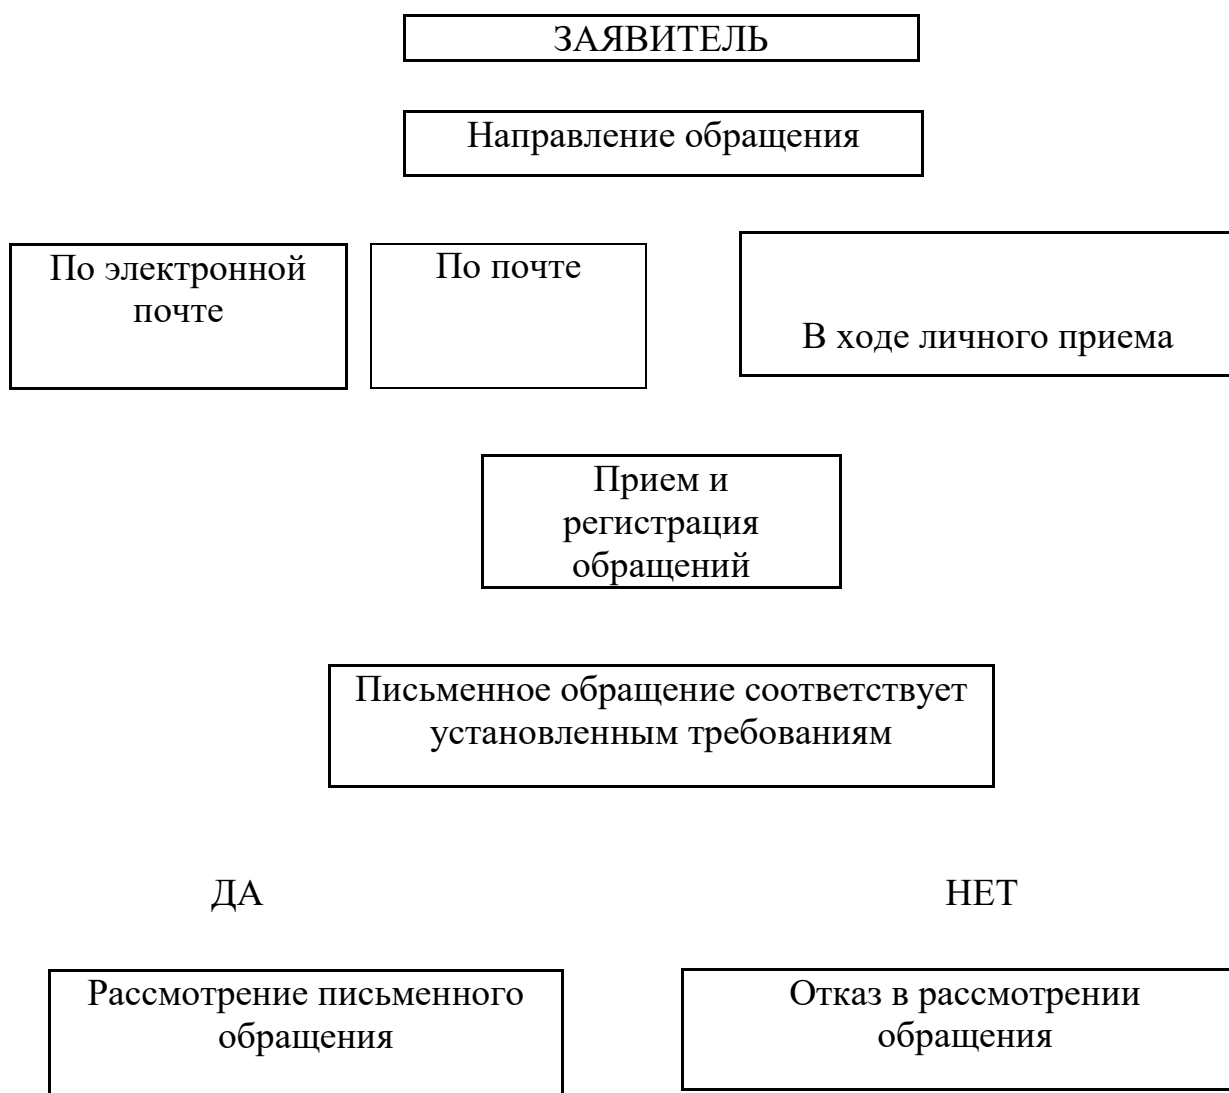 ЗАЯВИТЕЛЬ
Направление обращения
По электронной
почте
По почте
В ходе личного приема
Прием и
регистрация
обращений
Письменное обращение соответствует
установленным требованиям
ДА
НЕТ
Рассмотрение письменного
обращения
Отказ в рассмотрении
обращения